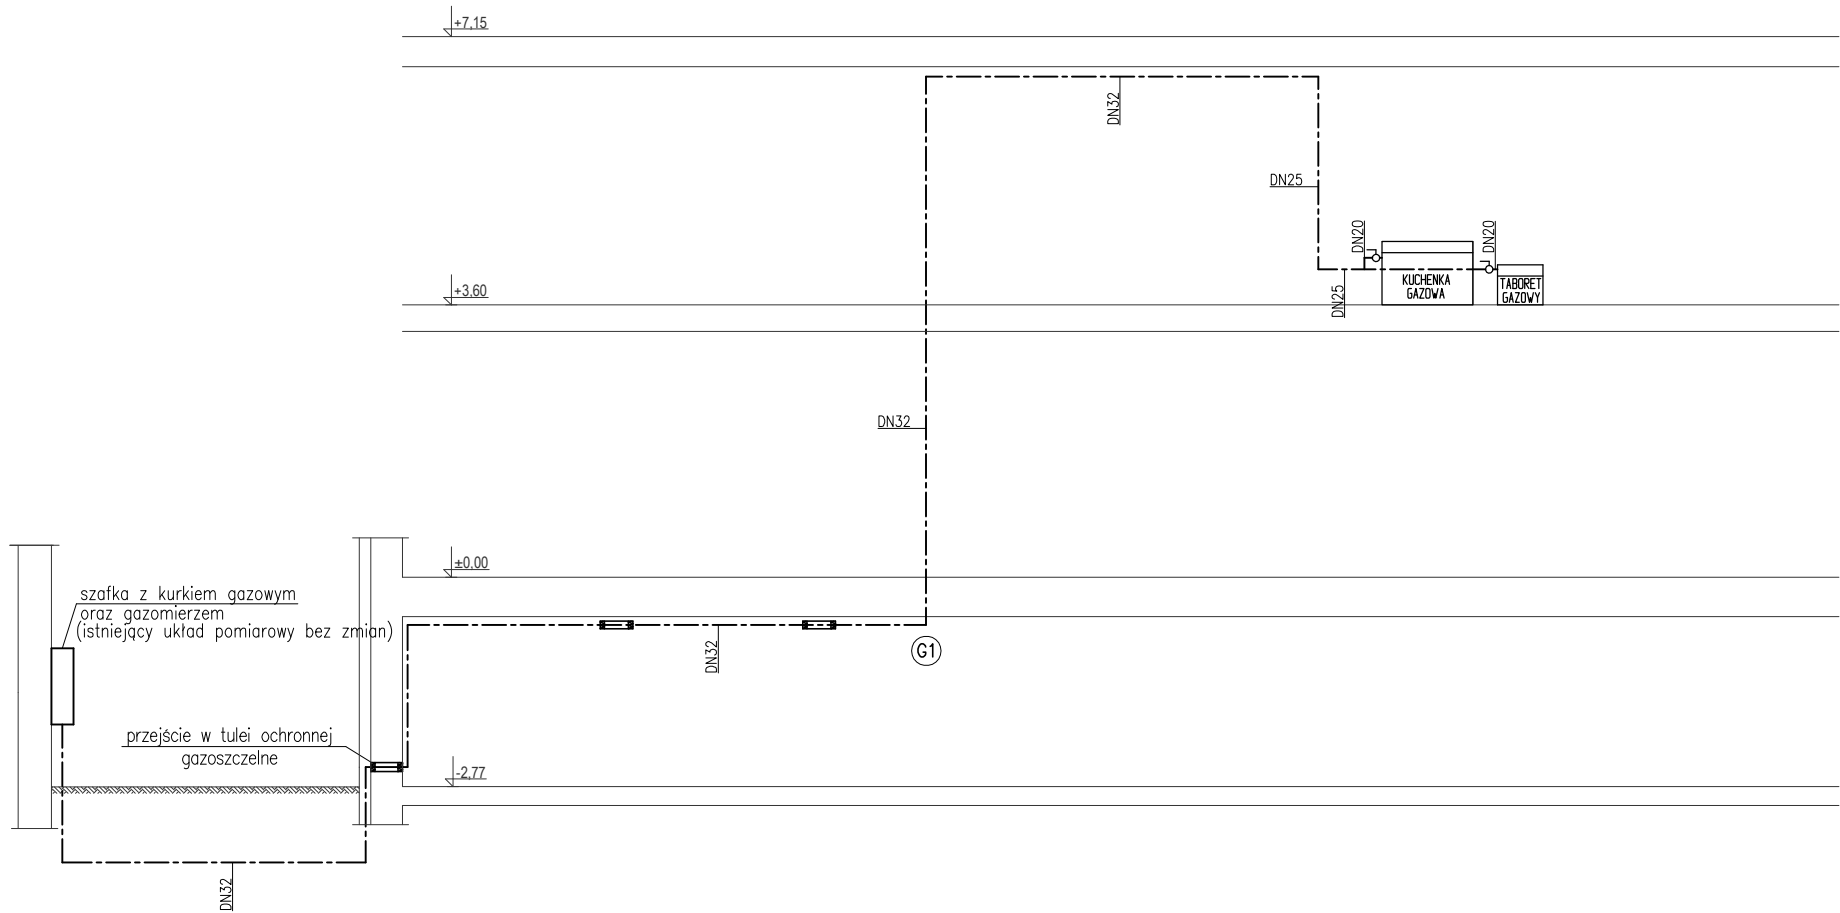 +7,15
DN32
DN25
DN20
DN20
+3,60
KUCHENKA
GAZOWA
TABORET
GAZOWY
DN25
DN32
±0,00
szafka z kurkiem gazowym
oraz gazomierzem
(istniejący układ pomiarowy bez zmian)
DN32
G1
przejście w tulei ochronnej
gazoszczelne
-2,77
DN32